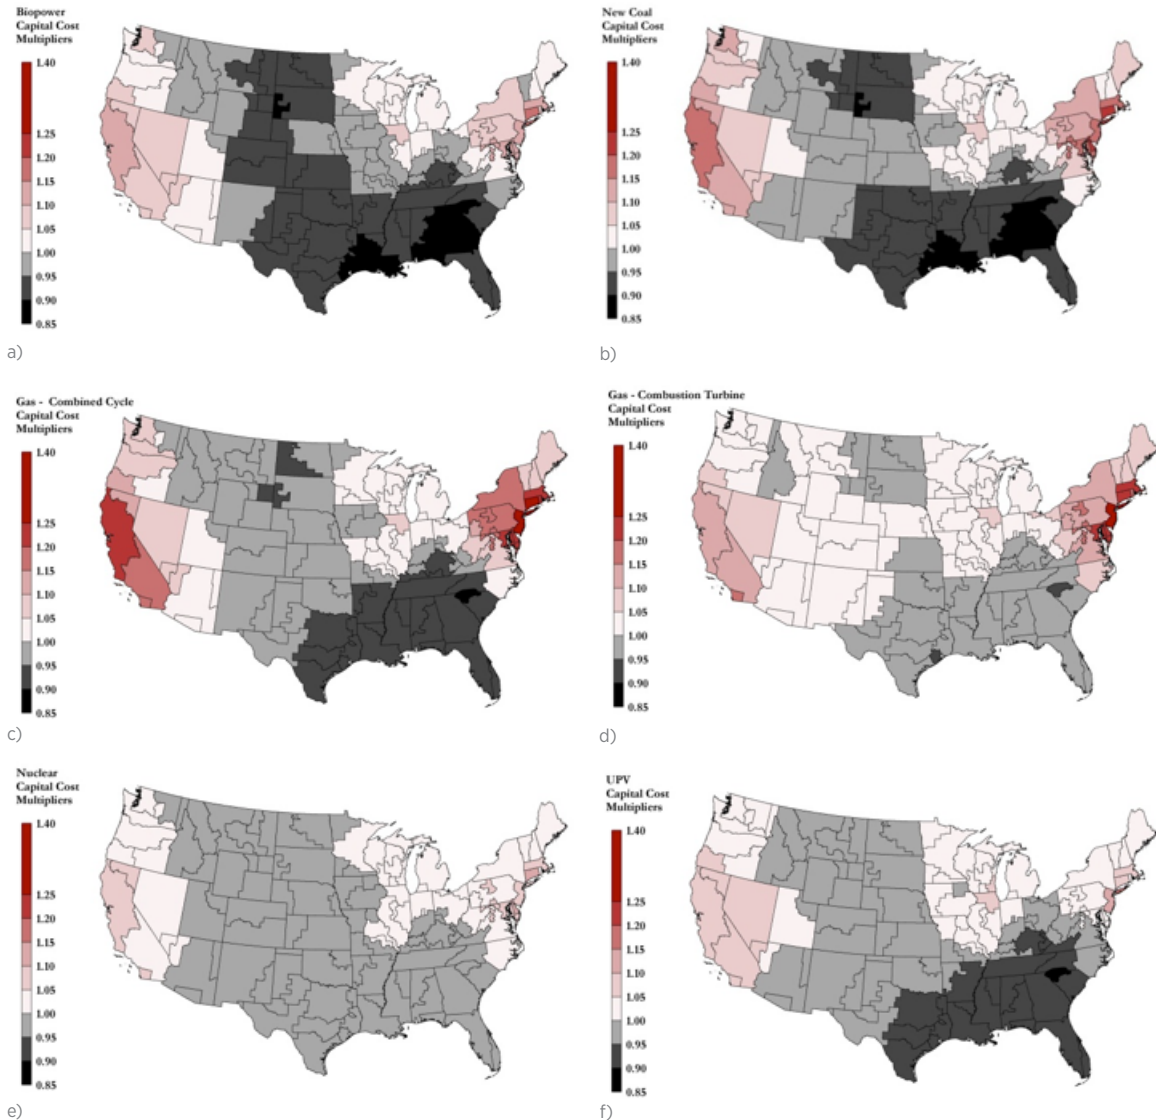 Biopower
Capital Cost
Multipliers
1.40
1.25
1.20
1.15
1.10
1.05
1.00
0.95
0.90
0.85
a)
New Coal
Capital Cost
Multipliers
1.40
1.25
1.20
1.15
1.10
1.05
1.00
0.95
0.90
0.85
b)
Gas - Combined Cycle
Capital Cost
Multipliers
1.40
1.25
1.20
1.15
1.10
1.05
1.00
0.95
0.90
0.85
c)
Gas - Combustion Turbine
Capital Cost
Multipliers
1.40
1.25
1.20
1.15
1.10
1.05
1.00
0.95
0.90
0.85
d)
Nuclear
Capital Cost
Multipliers
1.40
1.25
1.20
1.15
1.10
1.05
1.00
0.95
0.90
0.85
e)
UPV
Capital Cost
Multipliers
1.40
1.25
1.20
1.15
1.10
1.05
1.00
0.95
0.90
0.85
f)